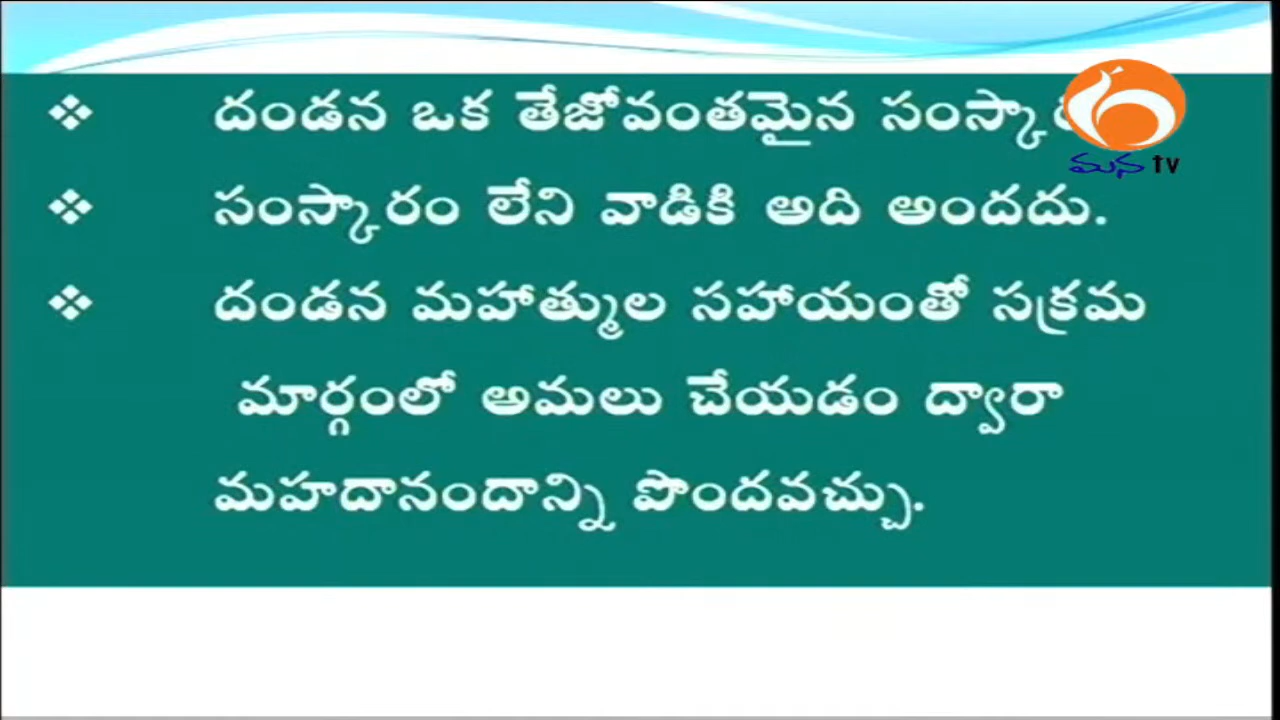 ❖ దండన ఒక తేజోవంతమైన
❖ సంస్కారం లేని వాడికి అది అందదు.
❖ దండన మహాత్ముల సహాయంతో సక్రమ
మార్గంలో అమలు చేయడం ద్వారా
మహదానందాన్ని పొందవచ్చు.
మన tv